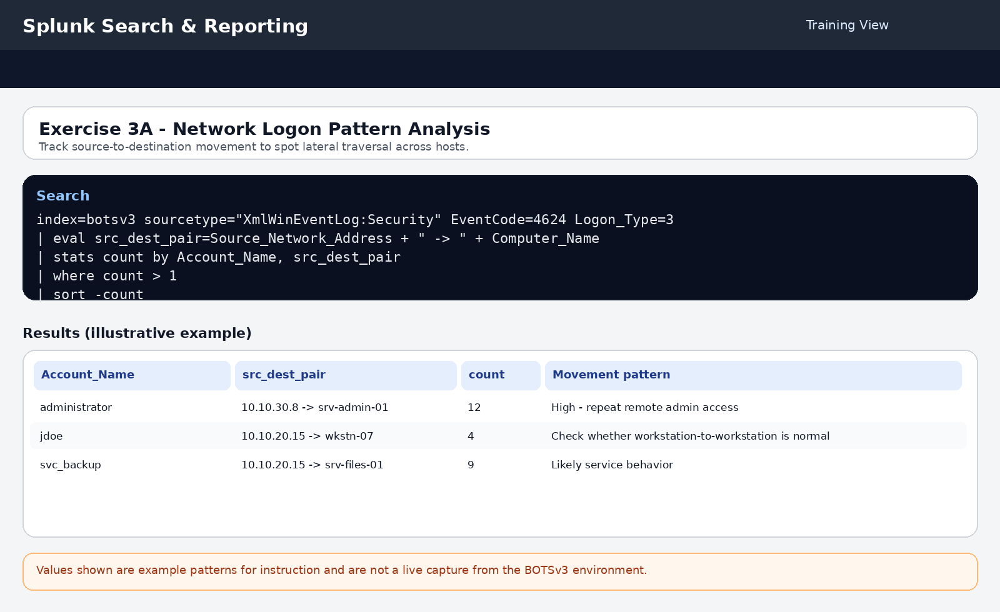 Splunk Search & Reporting
Training View
Exercise 3A - Network Logon Pattern Analysis
Track source-to-destination movement to spot lateral traversal across hosts.
Search
index=botsv3 sourcetype="XmlWinEventLog:Security" EventCode=4624 Logon_Type=3
| eval src_dest_pair=Source_Network_Address + " -> " + Computer_Name
| stats count by Account_Name, src_dest_pair
| where count > 1
| sort -count
Results (illustrative example)
Account_Name src_dest_pair count Movement pattern
administrator 10.10.30.8 -> srv-admin-01 12 High - repeat remote admin access
jdoe 10.10.20.15 -> wkstn-07 4 Check whether workstation-to-workstation is normal
svc_backup 10.10.20.15 -> srv-files-01 9 Likely service behavior
Values shown are example patterns for instruction and are not a live capture from the BOTSv3 environment.